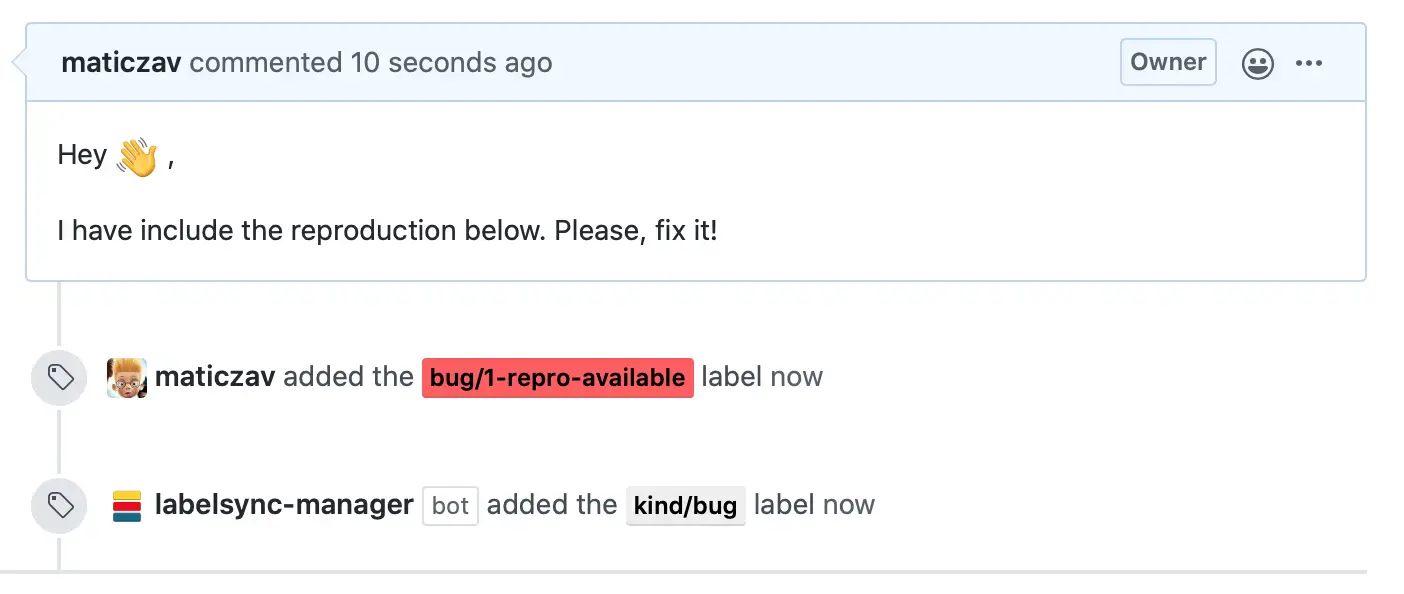 maticzav commented 10 seconds ago Owner
Hey 👋 ,
I have include the reproduction below. Please, fix it!
maticzav added the bug/1-repro-available label now
labelsync-manager bot added the kind/bug label now